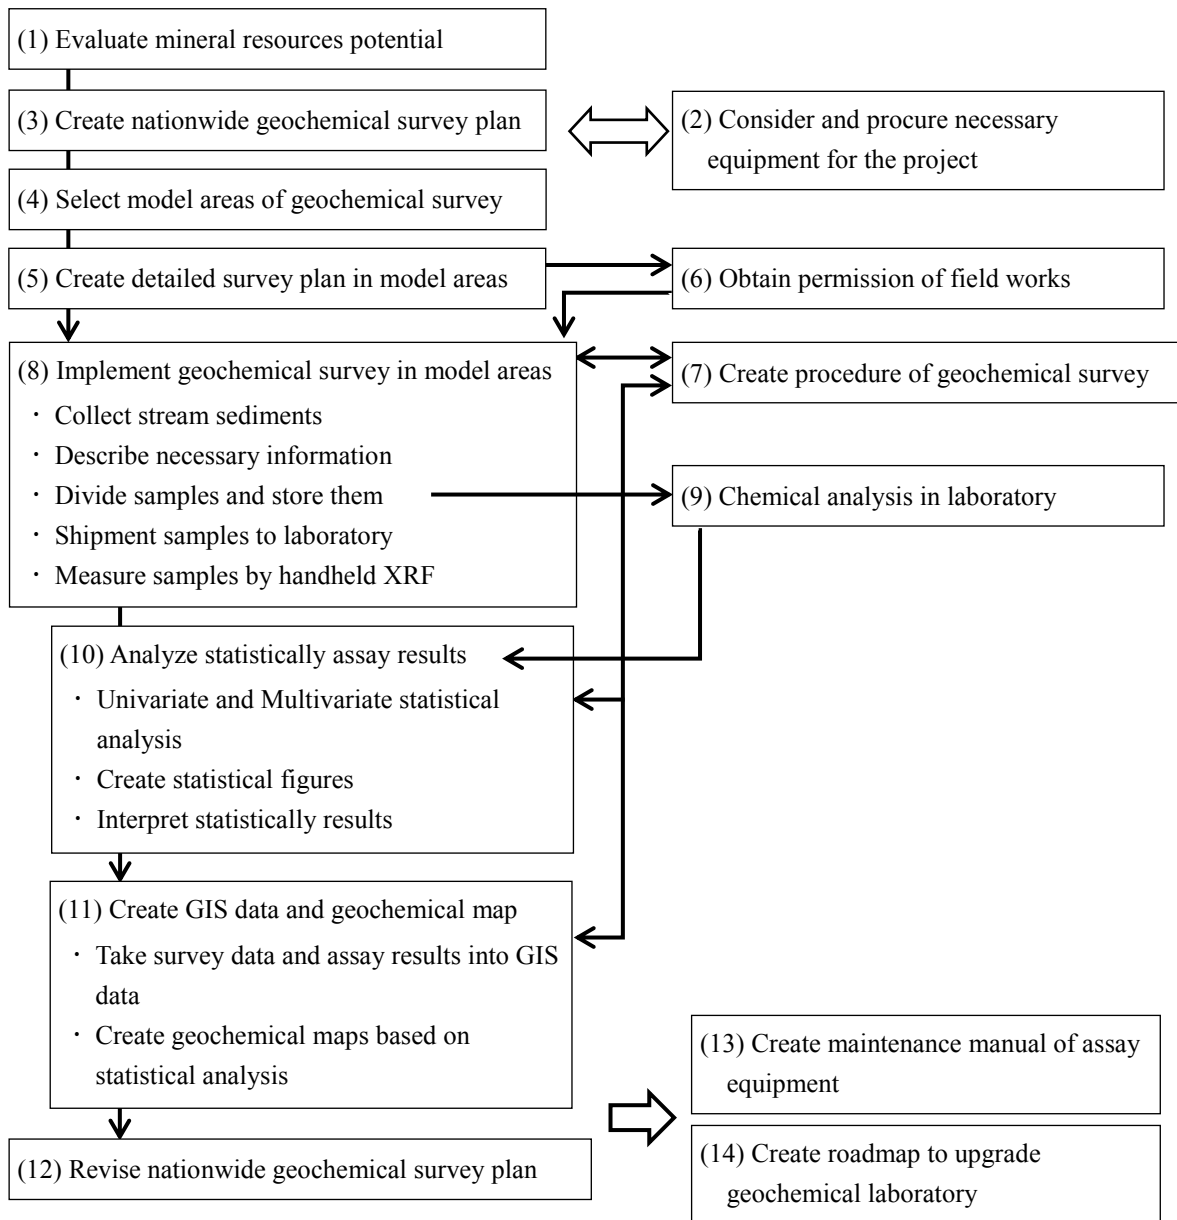 (1) Evaluate mineral resources potential
(3) Create nationwide geochemical survey plan
(2) Consider and procure necessary
equipment for the project
(4) Select model areas of geochemical survey
(5) Create detailed survey plan in model areas
(6) Obtain permission of field works
(8) Implement geochemical survey in model areas
・ Collect stream sediments
・ Describe necessary information
・ Divide samples and store them
・ Shipment samples to laboratory
・ Measure samples by handheld XRF
(7) Create procedure of geochemical survey
(9) Chemical analysis in laboratory
(10) Analyze statistically assay results
・ Univariate and Multivariate statistical
analysis
・ Create statistical figures
・ Interpret statistically results
(11) Create GIS data and geochemical map
・ Take survey data and assay results into GIS
data
・ Create geochemical maps based on
statistical analysis
(12) Revise nationwide geochemical survey plan
(13) Create maintenance manual of assay
equipment
(14) Create roadmap to upgrade
geochemical laboratory